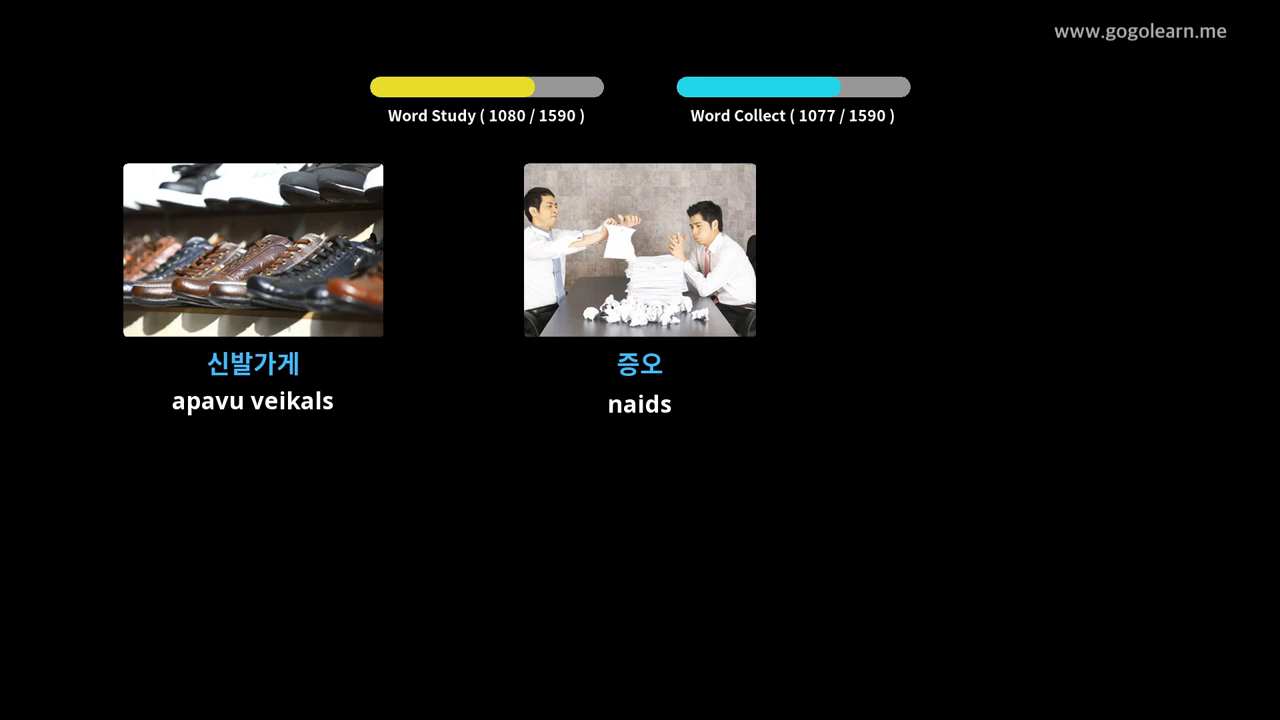 www.gogolearn.me
Word Study ( 1080 / 1590 )
Word Collect ( 1077 / 1590 )
신발가게
apavu veikals
증오
naids